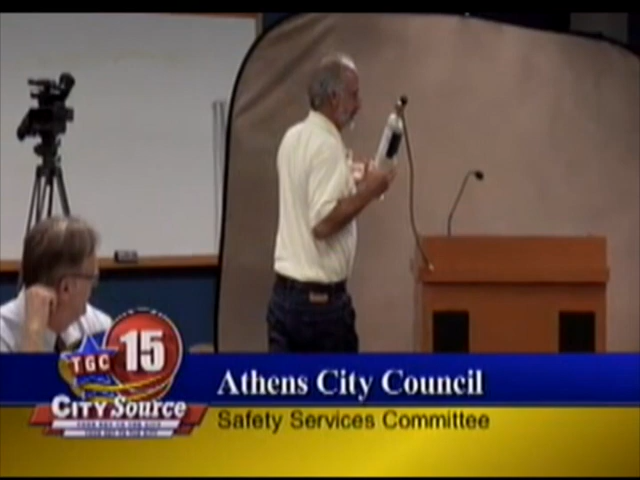 TGC 15
City Source
Athens City Council
Safety Services Committee